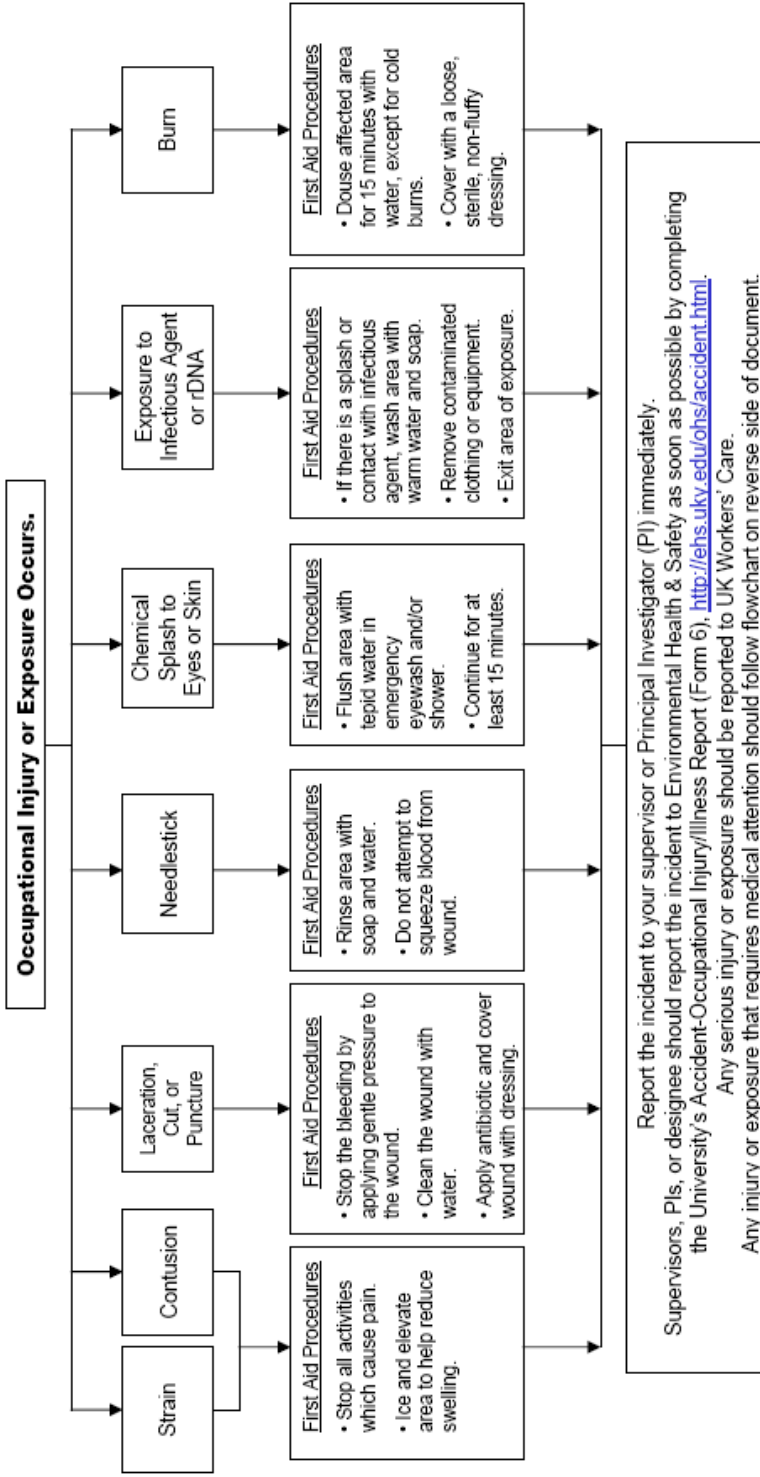 Occupational Injury or Exposure Occurs.
Strain
Contusion
Laceration,
Cut, or
Puncture
Needlestick
Chemical
Splash to
Eyes or Skin
Exposure to
Infectious Agent
or rDNA
Burn
First Aid Procedures
• Stop all activities
which cause pain.
• Ice and elevate
area to help reduce
swelling.
First Aid Procedures
• Stop the bleeding by
applying gentle pressure to
the wound.
• Clean the wound with
water.
• Apply antibiotic and cover
wound with dressing.
First Aid Procedures
• Rinse area with
soap and water.
• Do not attempt to
squeeze blood from
wound.
First Aid Procedures
• Flush area with
tepid water in
emergency
eyewash and/or
shower.
• Continue for at
least 15 minutes.
First Aid Procedures
• If there is a splash or
contact with infectious
agent, wash area with
warm water and soap.
• Remove contaminated
clothing or equipment.
• Exit area of exposure.
First Aid Procedures
• Douse affected area
for 15 minutes with
water, except for cold
burns.
• Cover with a loose,
sterile, non-fluffy
dressing.
Report the incident to your supervisor or Principal Investigator (PI) immediately.
Supervisors, PIs, or designee should report the incident to Environmental Health & Safety as soon as possible by completing
the University's Accident-Occupational Injury/Illness Report (Form 6), http://ehs.uky.edu/ohs/accident.html.
Any serious injury or exposure should be reported to UK Workers' Care.
Any injury or exposure that requires medical attention should follow flowchart on reverse side of document.